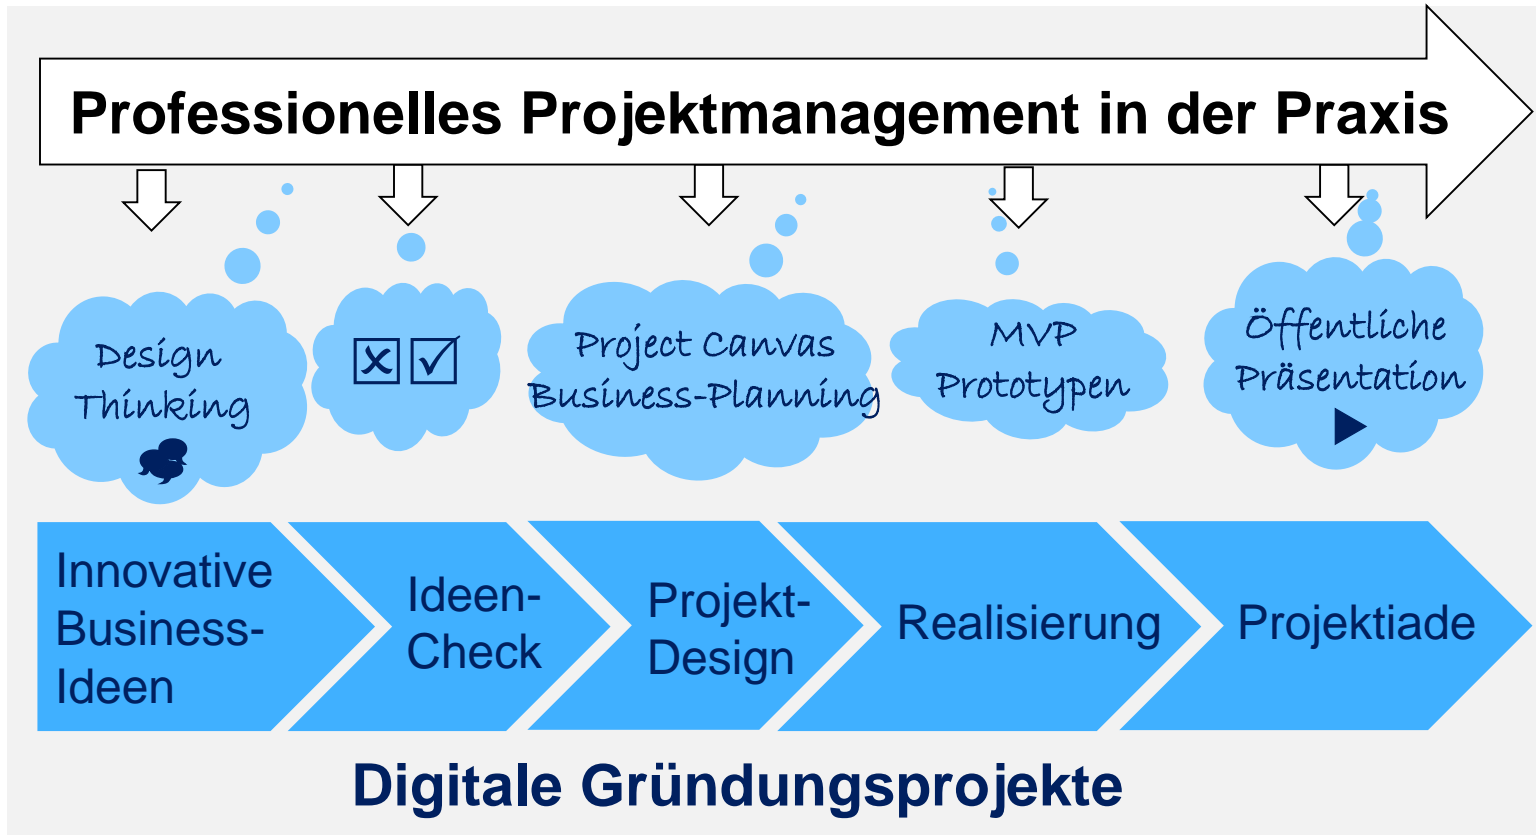 Professionelles Projektmanagement in der Praxis
Design
Thinking
Project Canvas
Business-Planning
MVP
Prototypen
Öffentliche
Präsentation
Innovative
Business-
Ideen
Ideen-
Check
Projekt-
Design
Realisierung
Projektiade
Digitale Gründungsprojekte